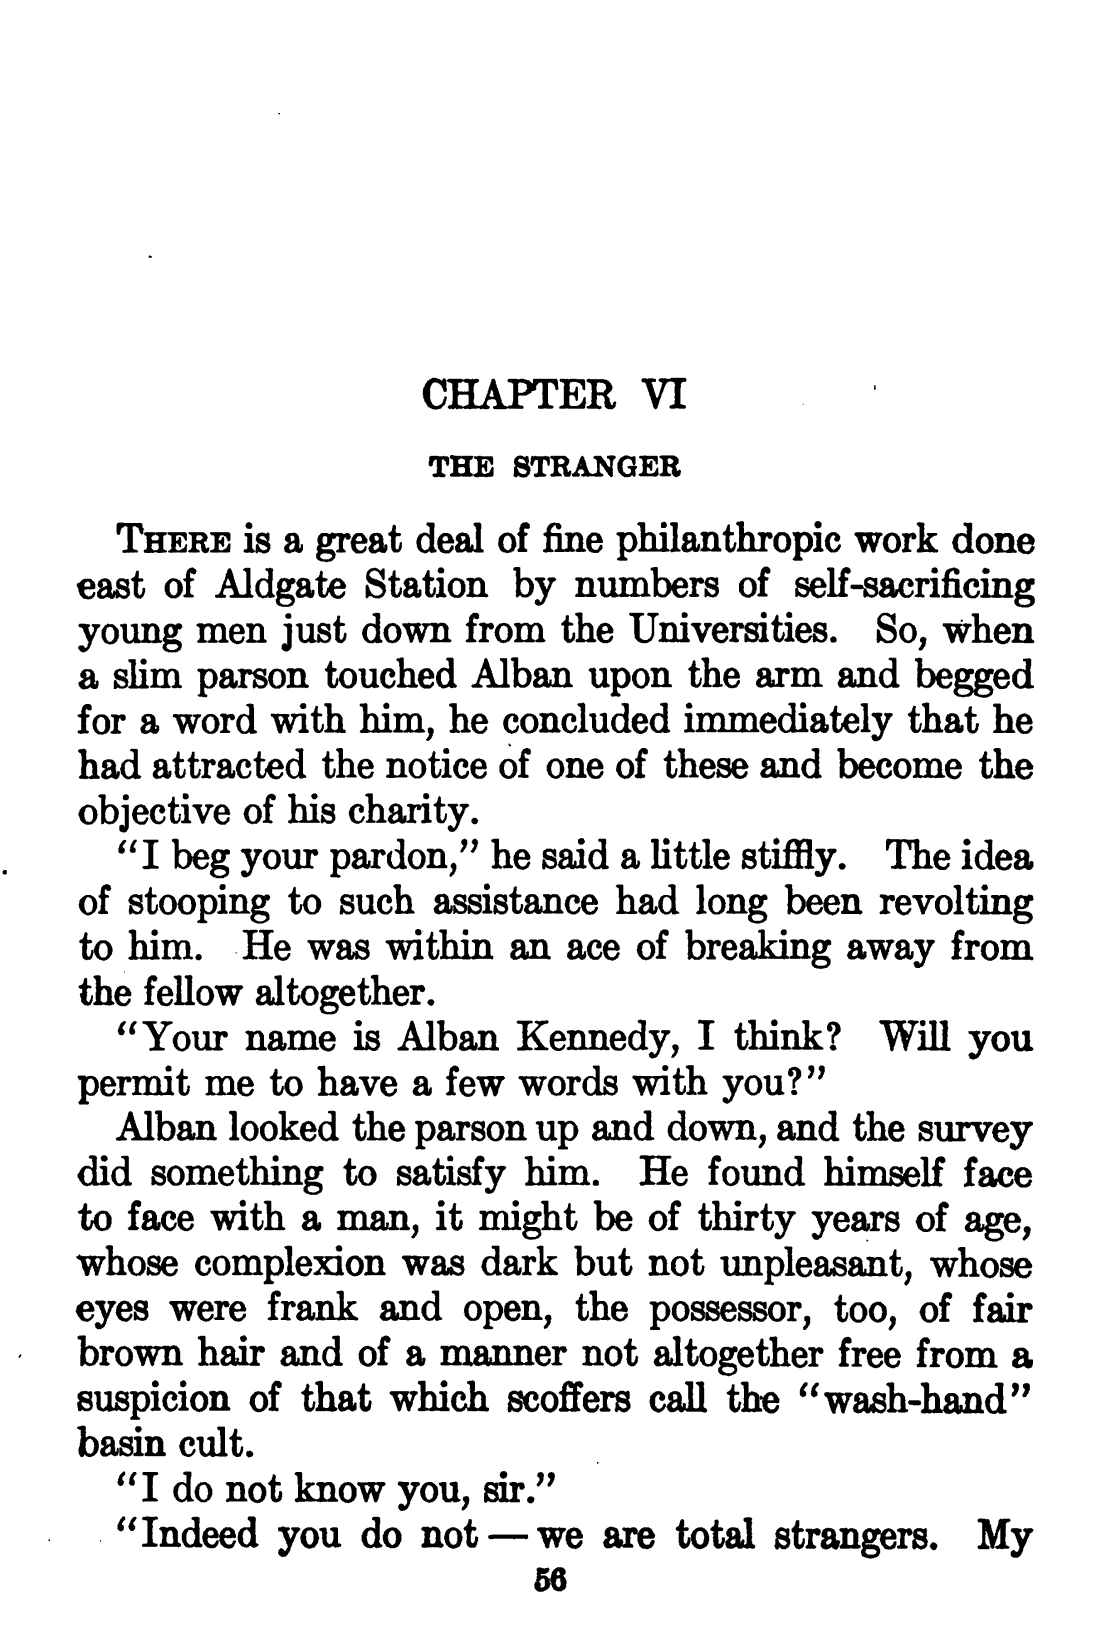 CHAPTER VI
THE STRANGER
THERE is a great deal of fine philanthropic work done
east of Aldgate Station by numbers of self-sacrificing
young men just down from the Universities. So, when
a slim parson touched Alban upon the arm and begged
for a word with him, he concluded immediately that he
had attracted the notice of one of these and become the
objective of his charity.
“I beg your pardon,” he said a little stiffly. The idea
of stooping to such assistance had long been revolting
to him. He was within an ace of breaking away from
the fellow altogether.
“Your name is Alban Kennedy, I think? Will you
permit me to have a few words with you?”
Alban looked the parson up and down, and the survey
did something to satisfy him. He found himself face
to face with a man, it might be of thirty years of age,
whose complexion was dark but not unpleasant, whose
eyes were frank and open, the possessor, too, of fair
brown hair and of a manner not altogether free from a
suspicion of that which scoffers call the “wash-hand”
basin cult.
“I do not know you, sir.”
“Indeed you do not — we are total strangers. My
56